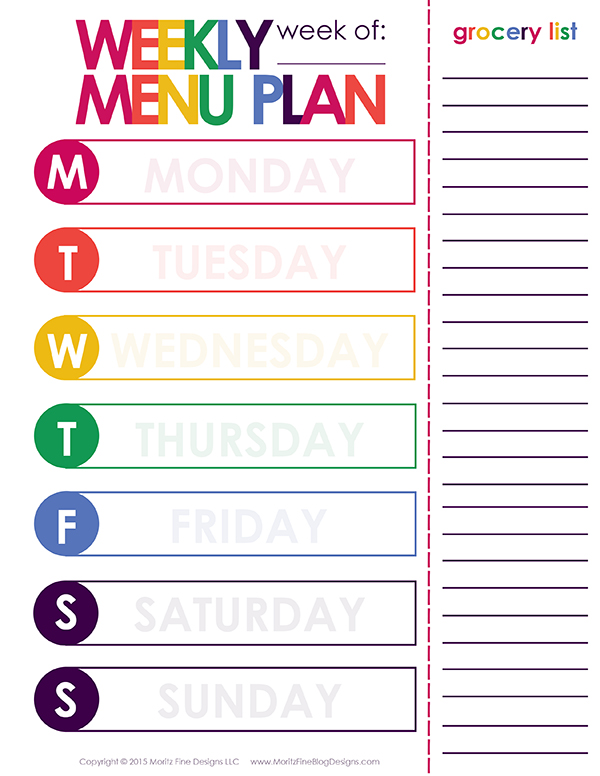 WEEKLY week of:
MENU PLAN
grocery list
M MONDAY
T TUESDAY
W WEDNESDAY
T THURSDAY
F FRIDAY
S SATURDAY
S SUNDAY
Copyright © 2015 Moritz Fine Designs LLC www.MoritzFineBlogDesigns.com